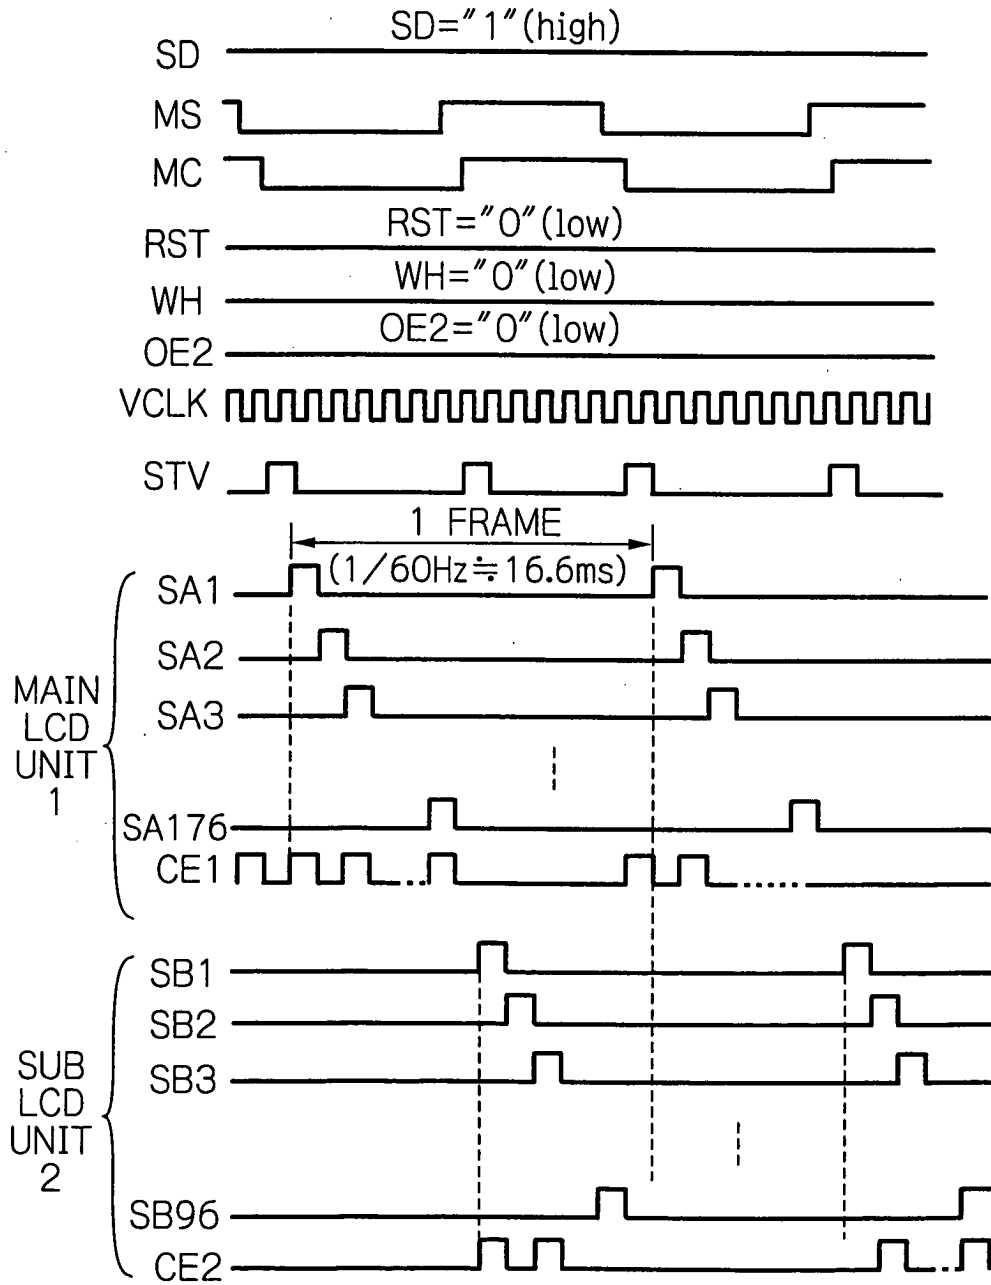 SD="1"(high)
SD
MS
MC
RST="0"(low)
RST
WH="0"(low)
WH
OE2="0"(low)
OE2
VCLK
STV
1 FRAME
(1/60Hz≒16.6ms)
SA1
SA2
SA3
MAIN
LCD
UNIT
1
SA176
CE1
SB1
SB2
SB3
SUB
LCD
UNIT
2
SB96
CE2